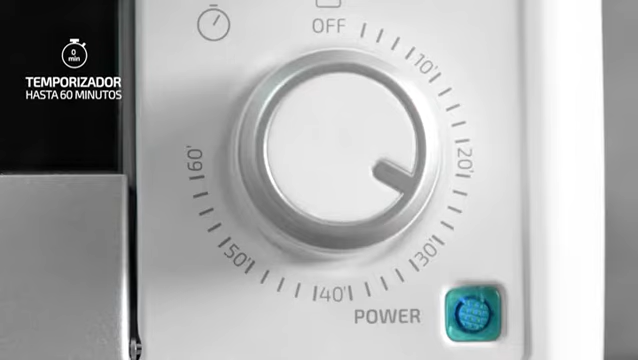 OFF
10'
20'
30'
40'
50'
60'
0
min
TEMPORIZADOR
HASTA 60 MINUTOS
POWER